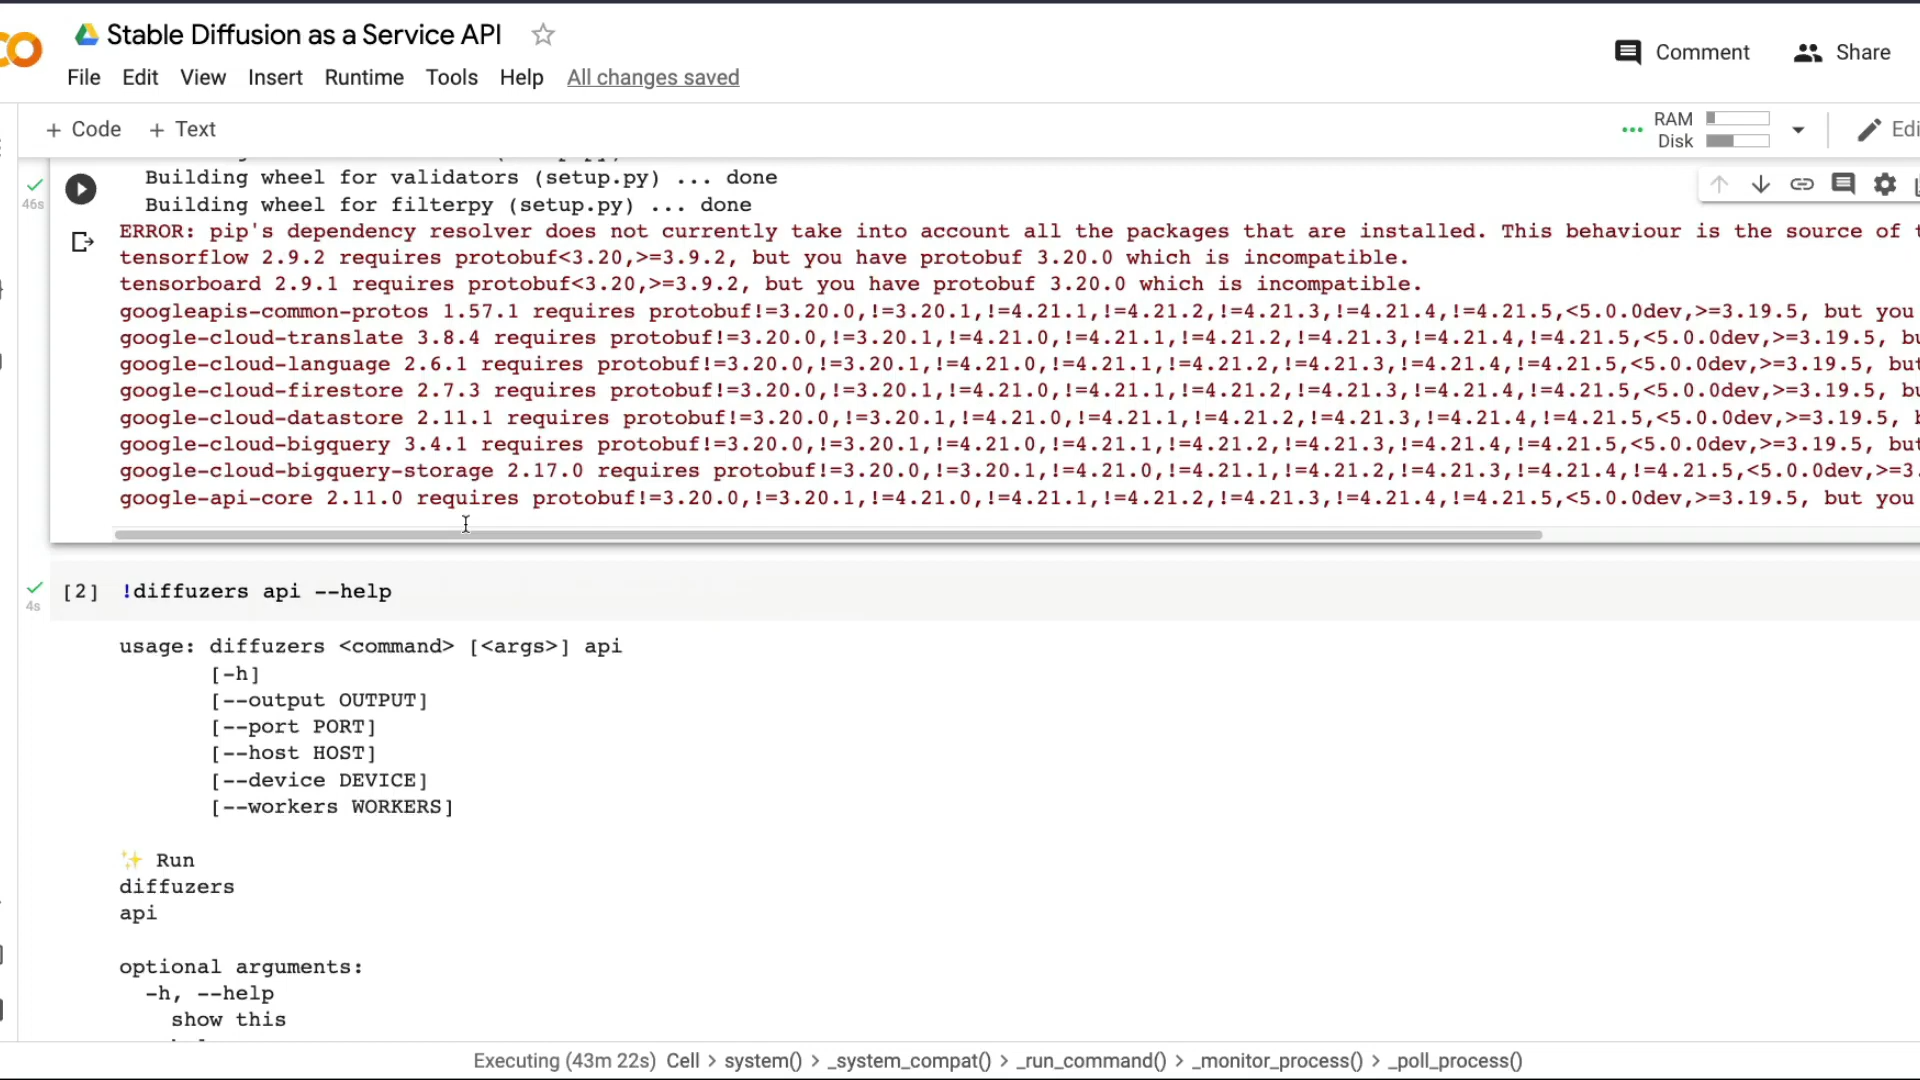 Stable Diffusion as a Service API
Comment
Share
File Edit View Insert Runtime Tools Help All changes saved
+ Code + Text
RAM
Disk
Edi
Building wheel for validators (setup.py) ... done
46s
Building wheel for filterpy (setup.py) ... done
ERROR: pip's dependency resolver does not currently take into account all the packages that are installed. This behaviour is the source of t
tensorflow 2.9.2 requires protobuf<3.20,>=3.9.2, but you have protobuf 3.20.0 which is incompatible.
tensorboard 2.9.1 requires protobuf<3.20,>=3.9.2, but you have protobuf 3.20.0 which is incompatible.
googleapis-common-protos 1.57.1 requires protobuf!=3.20.0,!=3.20.1,!=4.21.1,!=4.21.2,!=4.21.3,!=4.21.4,!=4.21.5,<5.0.0dev,>=3.19.5, but you
google-cloud-translate 3.8.4 requires protobuf!=3.20.0,!=3.20.1,!=4.21.0,!=4.21.1,!=4.21.2,!=4.21.3,!=4.21.4,!=4.21.5,<5.0.0dev,>=3.19.5, bu
google-cloud-language 2.6.1 requires protobuf!=3.20.0,!=3.20.1,!=4.21.0,!=4.21.1,!=4.21.2,!=4.21.3,!=4.21.4,!=4.21.5,<5.0.0dev,>=3.19.5, but
google-cloud-firestore 2.7.3 requires protobuf!=3.20.0,!=3.20.1,!=4.21.0,!=4.21.1,!=4.21.2,!=4.21.3,!=4.21.4,!=4.21.5,<5.0.0dev,>=3.19.5, bu
google-cloud-datastore 2.11.1 requires protobuf!=3.20.0,!=3.20.1,!=4.21.0,!=4.21.1,!=4.21.2,!=4.21.3,!=4.21.4,!=4.21.5,<5.0.0dev,>=3.19.5, b
google-cloud-bigquery 3.4.1 requires protobuf!=3.20.0,!=3.20.1,!=4.21.0,!=4.21.1,!=4.21.2,!=4.21.3,!=4.21.4,!=4.21.5,<5.0.0dev,>=3.19.5, but
google-cloud-bigquery-storage 2.17.0 requires protobuf!=3.20.0,!=3.20.1,!=4.21.0,!=4.21.1,!=4.21.2,!=4.21.3,!=4.21.4,!=4.21.5,<5.0.0dev,>=3.
google-api-core 2.11.0 requires protobuf!=3.20.0,!=3.20.1,!=4.21.0,!=4.21.1,!=4.21.2,!=4.21.3,!=4.21.4,!=4.21.5,<5.0.0dev,>=3.19.5, but you
[2] !diffuzers api --help
4s
usage: diffuzers <command> [<args>] api
[-h]
[--output OUTPUT]
[--port PORT]
[--host HOST]
[--device DEVICE]
[--workers WORKERS]
✨ Run
diffuzers
api
optional arguments:
-h, --help
show this
Executing (43m 22s) Cell > system() > _system_compat() > _run_command() > _monitor_process() > _poll_process()